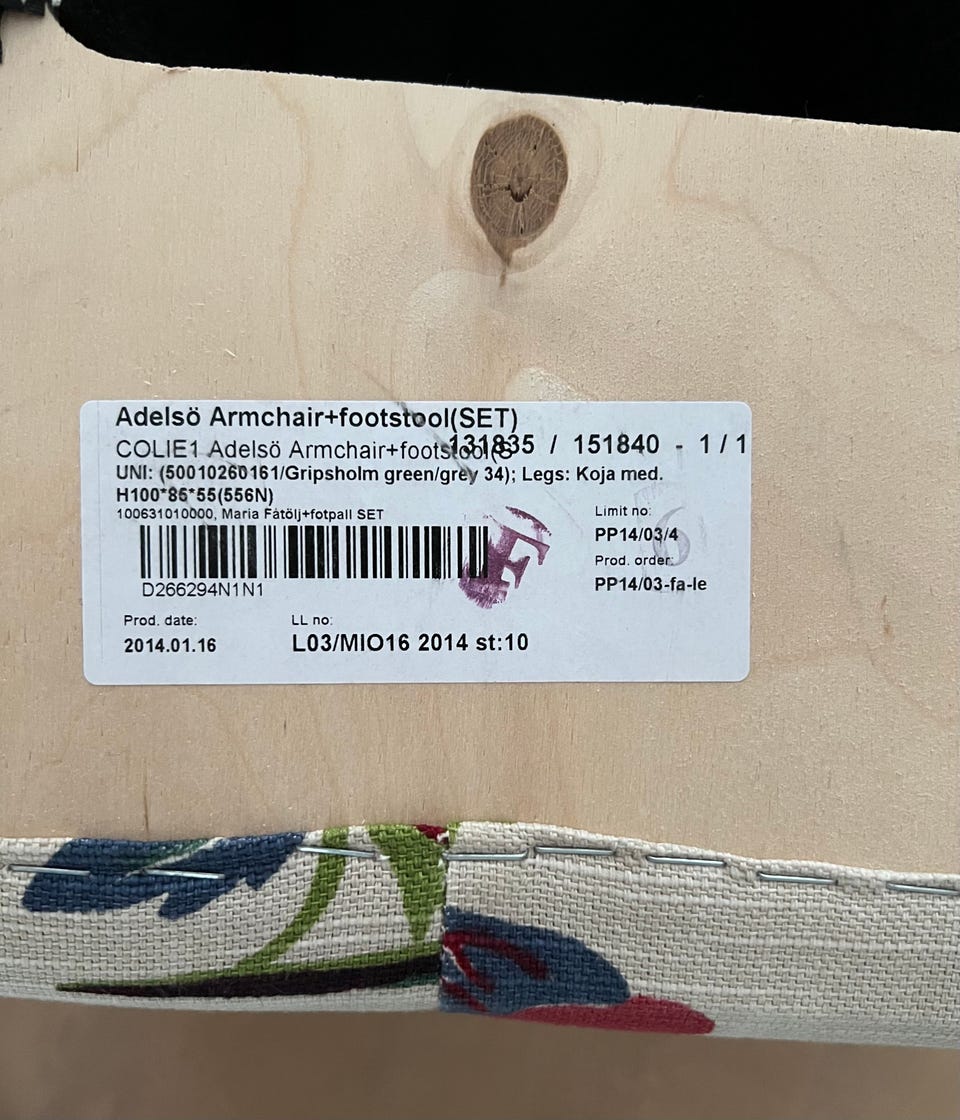 Adelsö Armchair+footstool(SET)
COLIE1 Adelsö Armchair+footstool(S
131835 / 151840 - 1 / 1
UNI: (50010260161/Gripsholm green/grey 34); Legs: Koja med.
H100*85*55(556N)
100631010000, Maria Fåtölj+fotpall SET
Limit no:
PP14/03/4
Prod. order:
PP14/03-fa-le
E
D266294N1N1
Prod. date:
2014.01.16
LL no:
L03/MIO16 2014 st:10